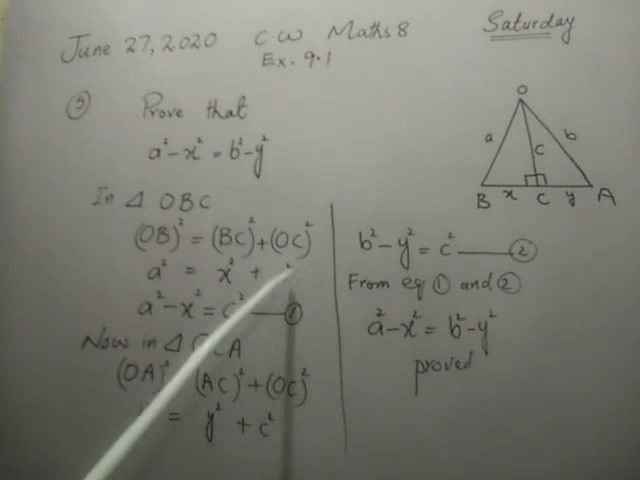 June 27, 2020 C.W Maths 8 Saturday
Ex. 9.1
⑤ Prove that
a²-x² = b²-y²
In △ OBC
(OB)² = (BC)²+(OC)²
a² = x² + ²
a²-x² = c² ①
Now in △ A
(OA)² (AC)²+(OC)²
= y² + c²
O
a b
c
B x C y A
b²-y² = c² ②
From eq ① and ②
a²-x² = b²-y²
proved